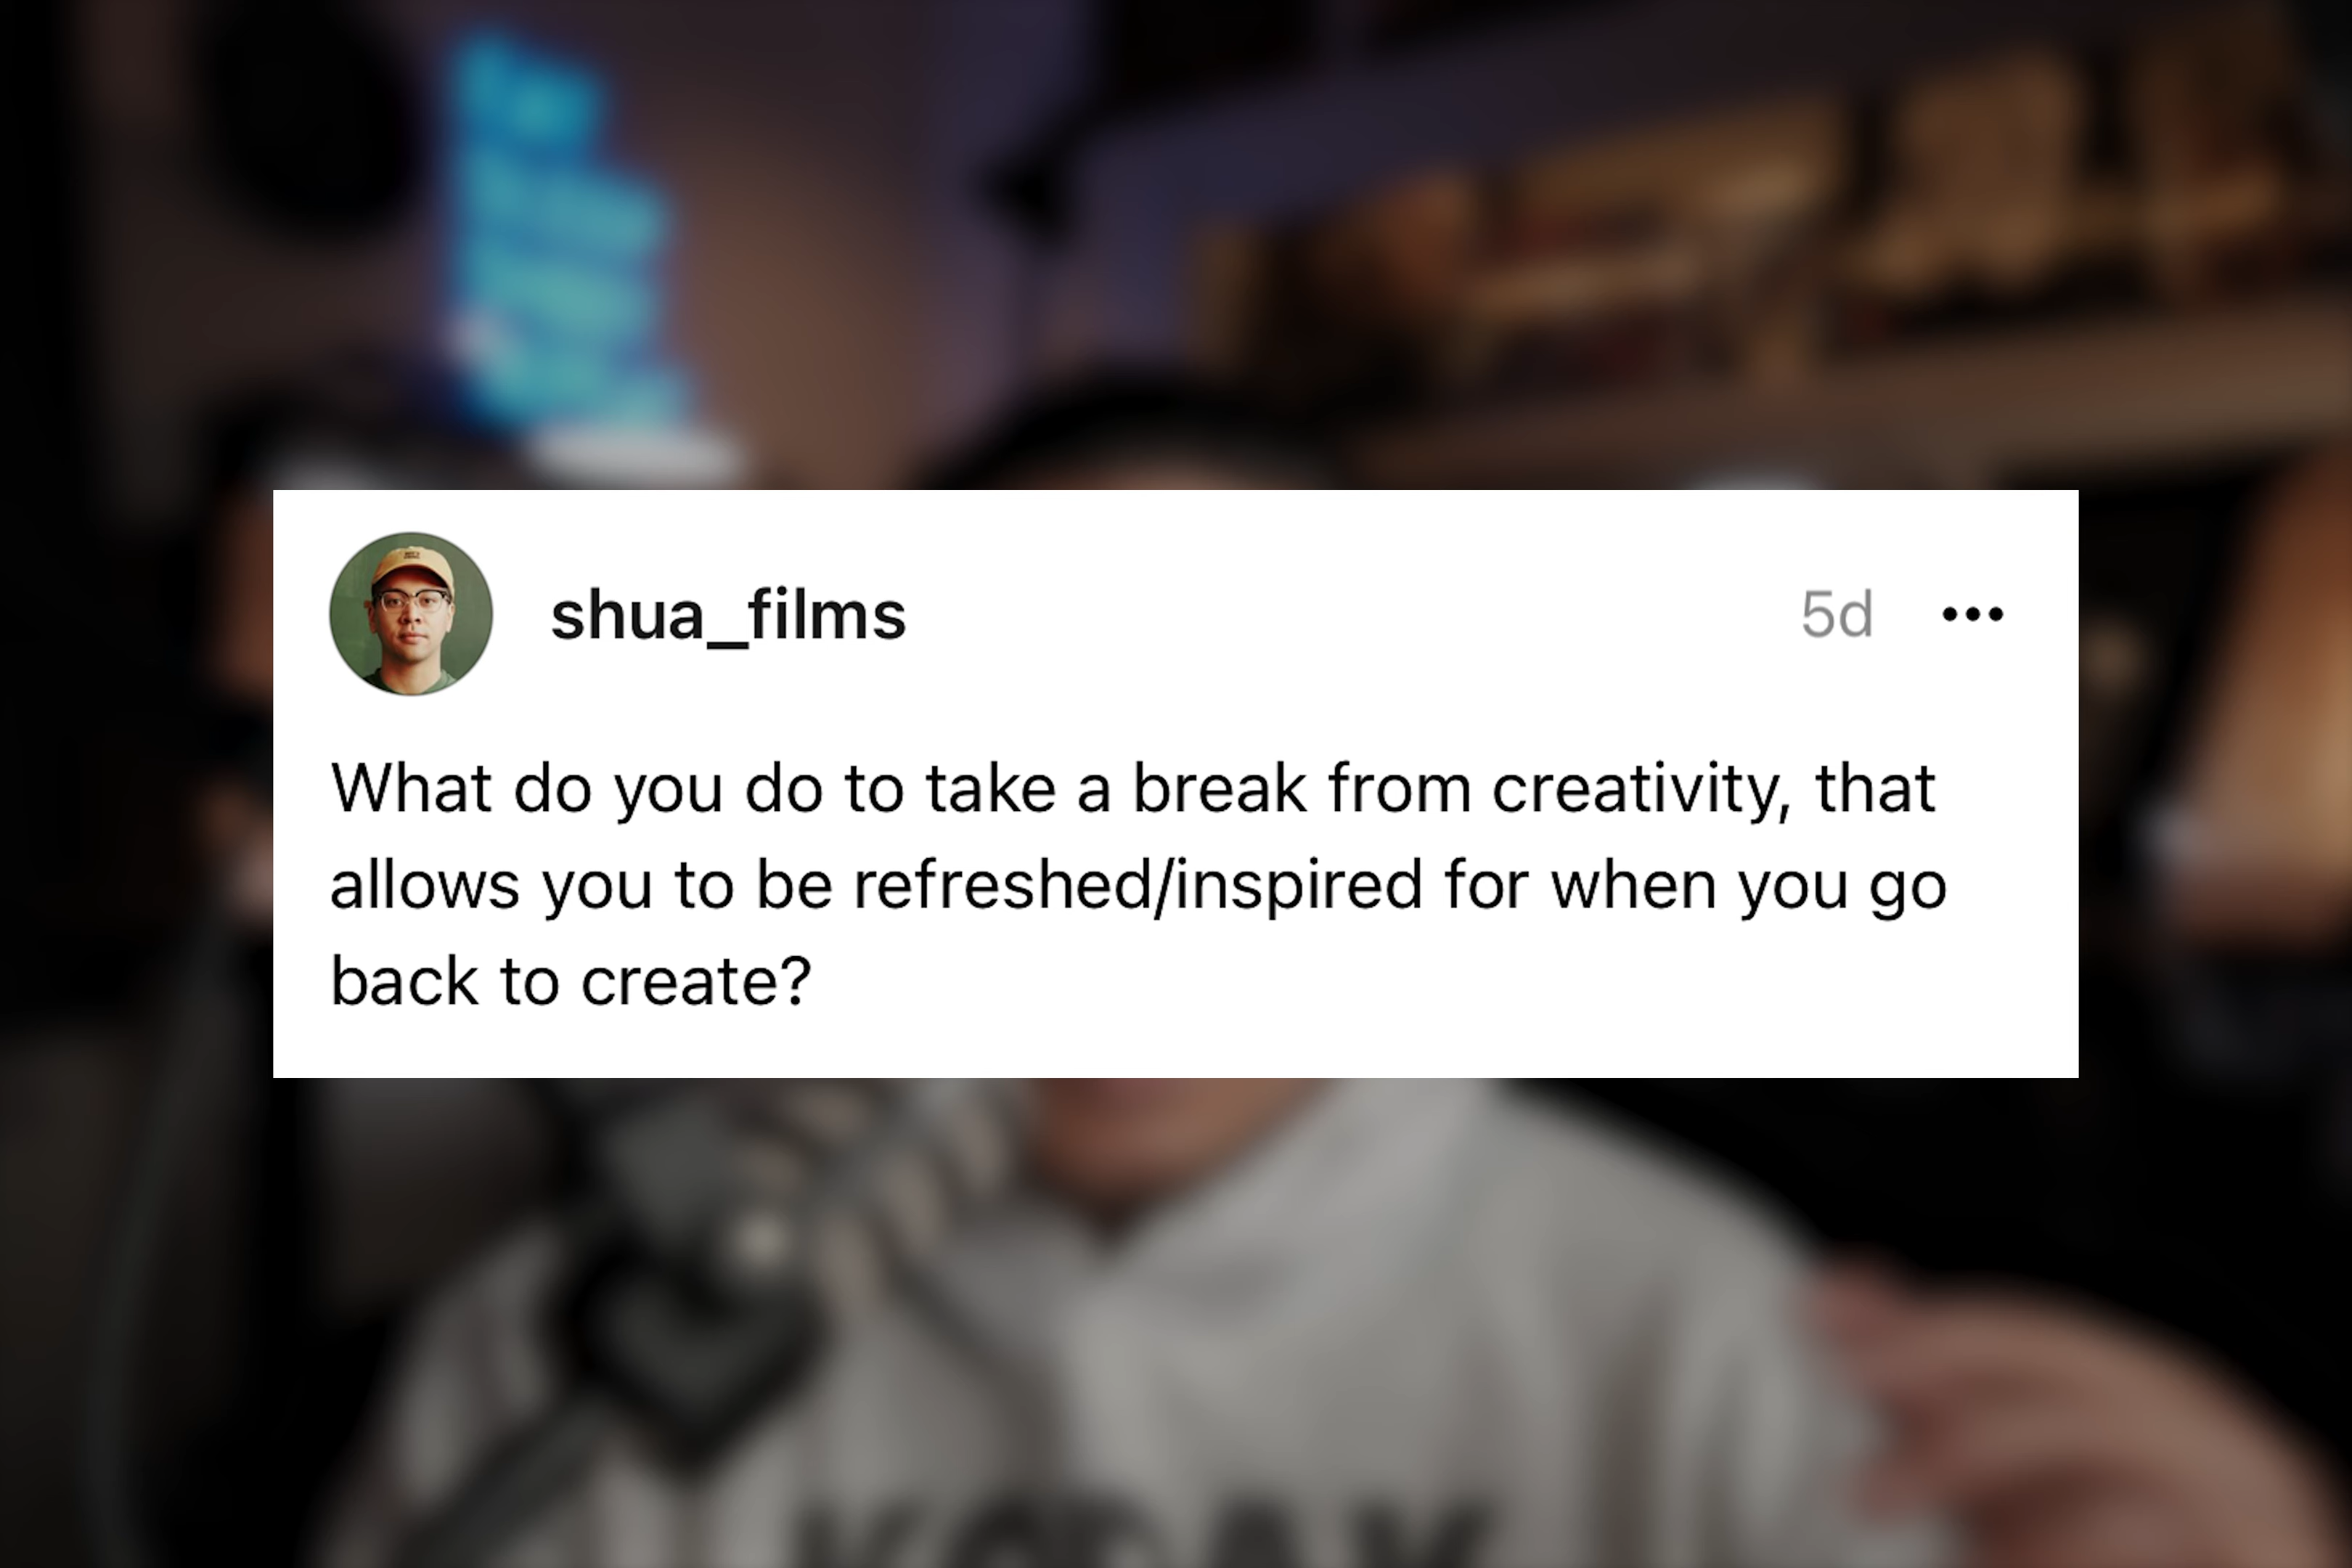 shua_films
5d
What do you do to take a break from creativity, that
allows you to be refreshed/inspired for when you go
back to create?